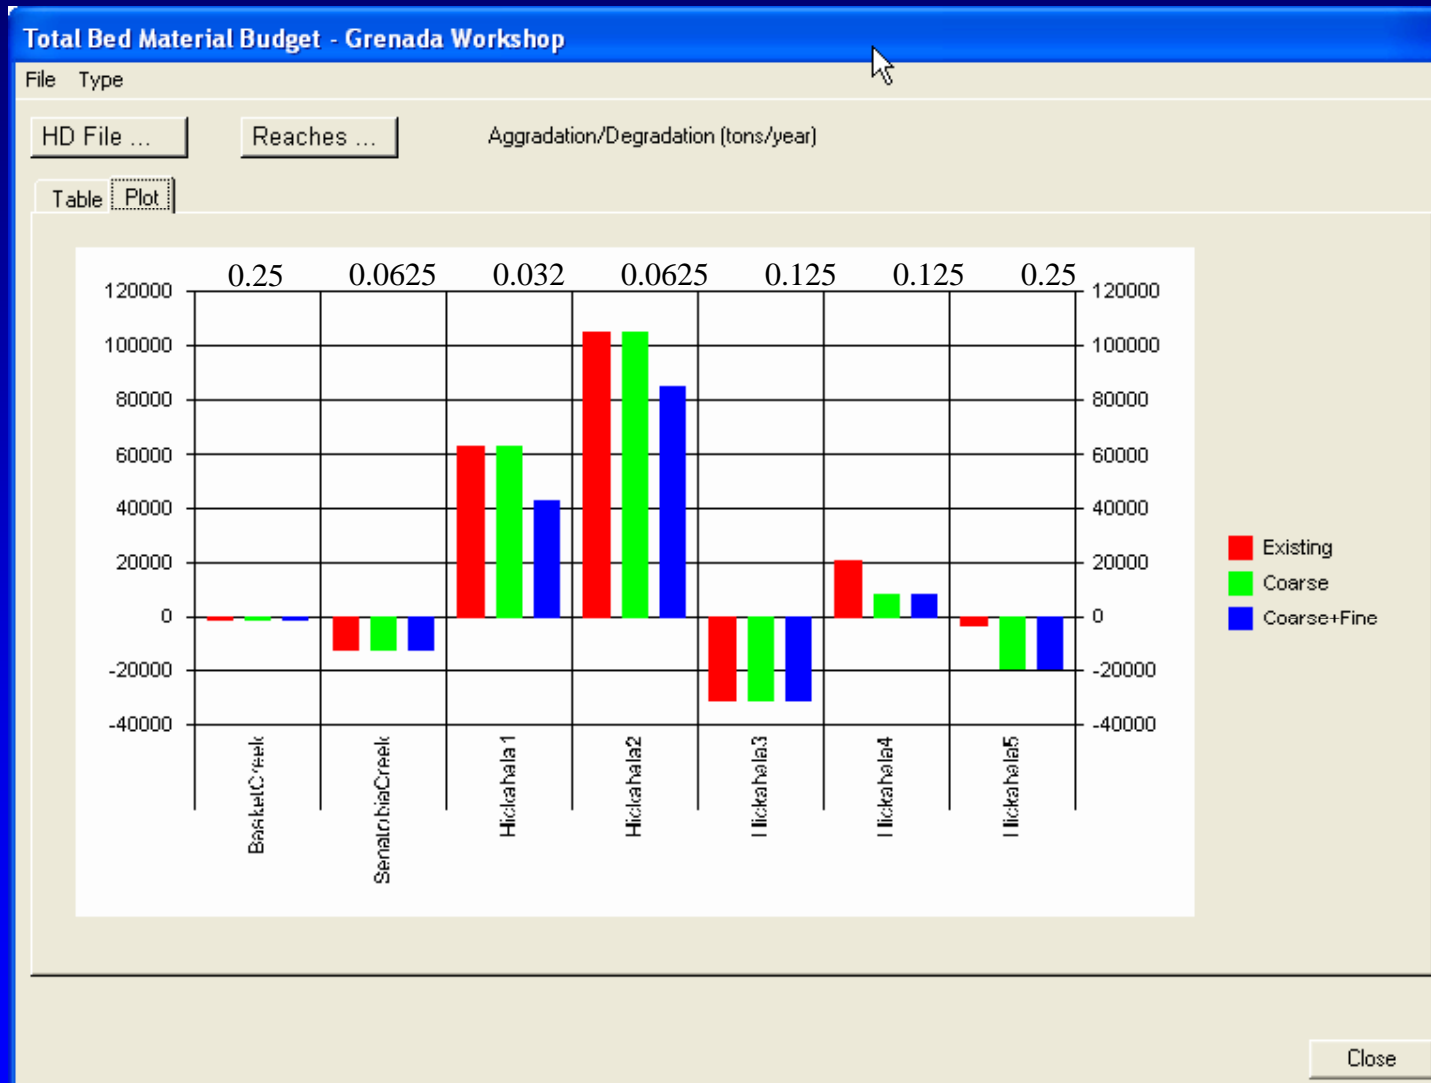 Total Bed Material Budget - Grenada Workshop
File Type
HD File ... Reaches ... Aggradation/Degradation (tons/year)
Table Plot
0.25 0.0625 0.032 0.0625 0.125 0.125 0.25
120000 120000
100000 100000
80000 80000
60000 60000
40000 40000
20000 20000
0 0
-20000 -20000
-40000 -40000
BasketCreek SenatobiaCreek Hickahala1 Hickahala2 Hickahala3 Hickahala4 Hickahala5
Existing
Coarse
Coarse+Fine
Close